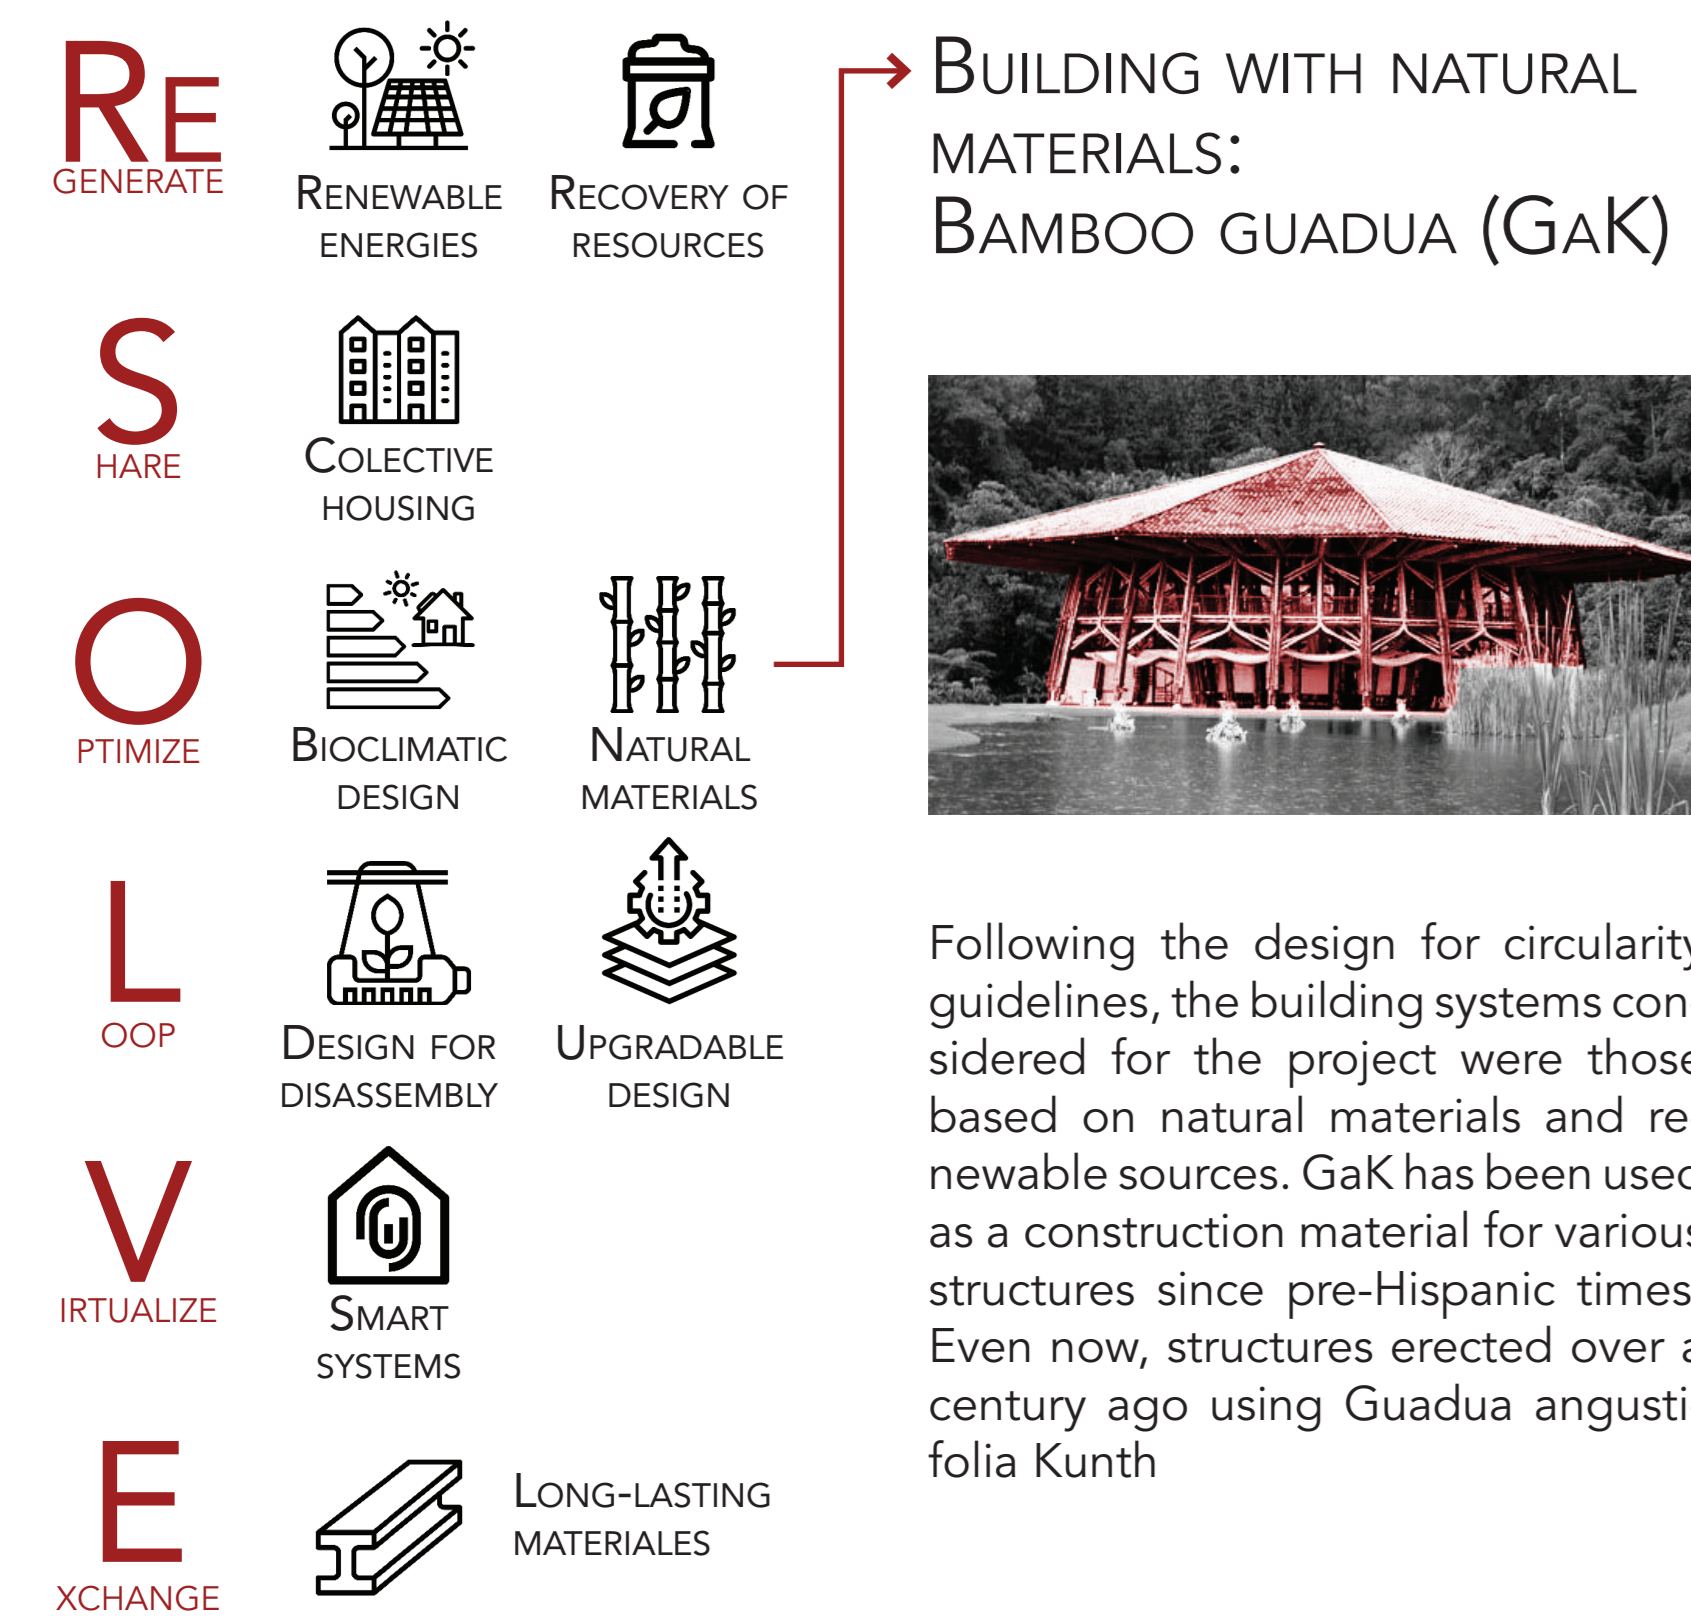 RE
GENERATE
RENEWABLE
ENERGIES
RECOVERY OF
RESOURCES
S
HARE
COLECTIVE
HOUSING
O
PTIMIZE
BIOCLIMATIC
DESIGN
NATURAL
MATERIALS
L
OOP
DESIGN FOR
DISASSEMBLY
UPGRADABLE
DESIGN
V
IRTUALIZE
SMART
SYSTEMS
E
XCHANGE
LONG-LASTING
MATERIALES
BUILDING WITH NATURAL
MATERIALS:
BAMBOO GUADUA (GAK)
Following the design for circularity
guidelines, the building systems con
sidered for the project were those
based on natural materials and re
newable sources. GaK has been used
as a construction material for various
structures since pre-Hispanic times
Even now, structures erected over a
century ago using Guadua angusti
folia Kunth